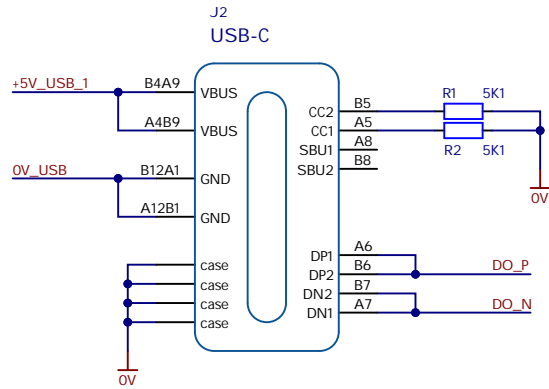 J2
USB-C
+5V_USB_1 B4A9 VBUS
A4B9 VBUS
0V_USB B12A1 GND
A12B1 GND
case
case
case
case
0V
CC2 B5 R1 5K1
CC1 A5 R2 5K1
SBU1 A8
SBU2 B8
0V
DP1 A6
DP2 B6 DO_P
DN2 B7
DN1 A7 DO_N